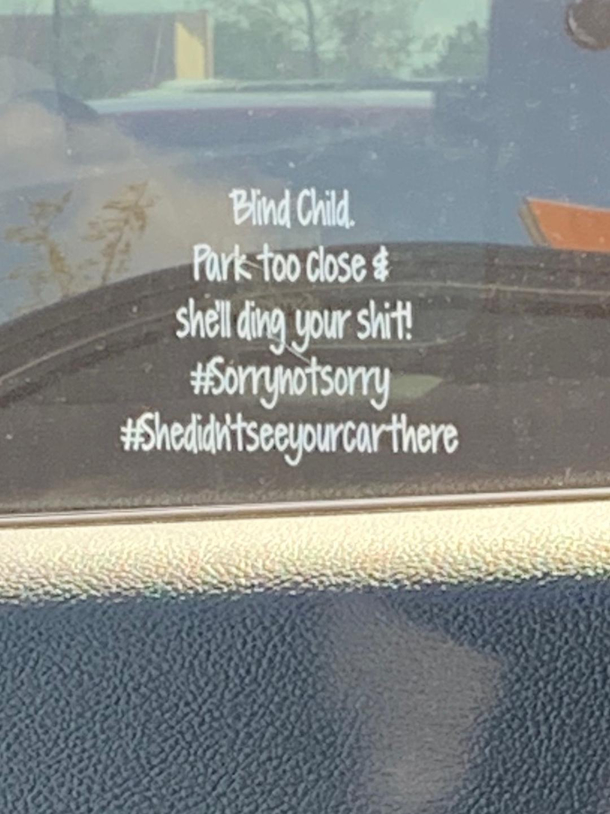 Blind Child.
Park too close &
she'll ding your shit!
#Sorrynotsorry
#Shedidn'tseeyourcarthere